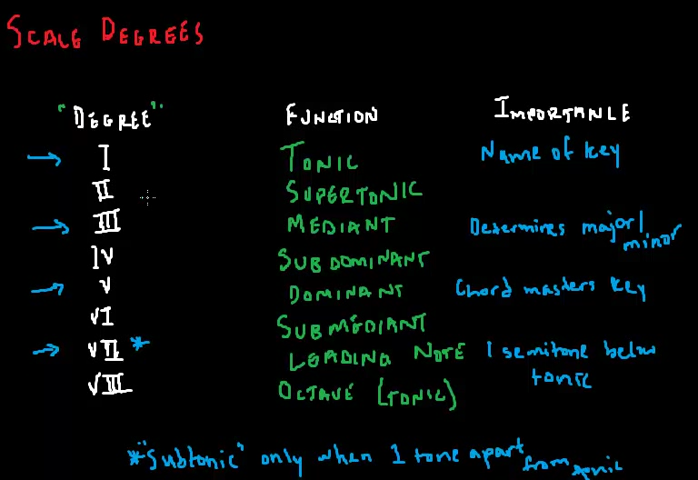 SCALE DEGREES
"DEGREE" FUNCTION IMPORTANCE
I TONIC Name of key
II SUPERTONIC
III MEDIANT Determines major/minor
IV SUBDOMINANT
V DOMINANT Chord masters key
VI SUBMEDIANT
VII * LEADING NOTE 1 semitone below tonic
VIII OCTAVE (TONIC)
*"Subtonic" only when 1 tone apart from tonic